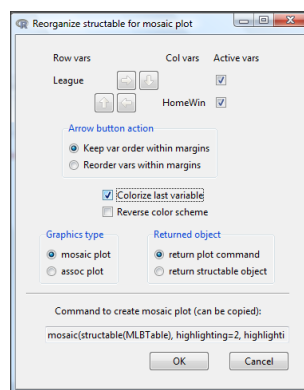 Reorganize structable for mosaic plot
Row vars Col vars Active vars
League
HomeWin
Arrow button action
Keep var order within margins
Reorder vars within margins
Colorize last variable
Reverse color scheme
Graphics type Returned object
mosaic plot return plot command
assoc plot return structable object
Command to create mosaic plot (can be copied):
mosaic(structable(MLBTable), highlighting=2, highlighti
OK Cancel